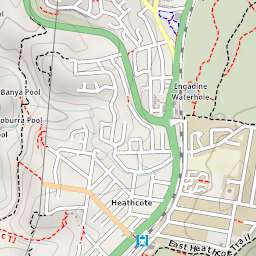 Engadine
Waterhole
Banya Pool
oburra Pool
Pool
Heathcote
East Heathcote Trail